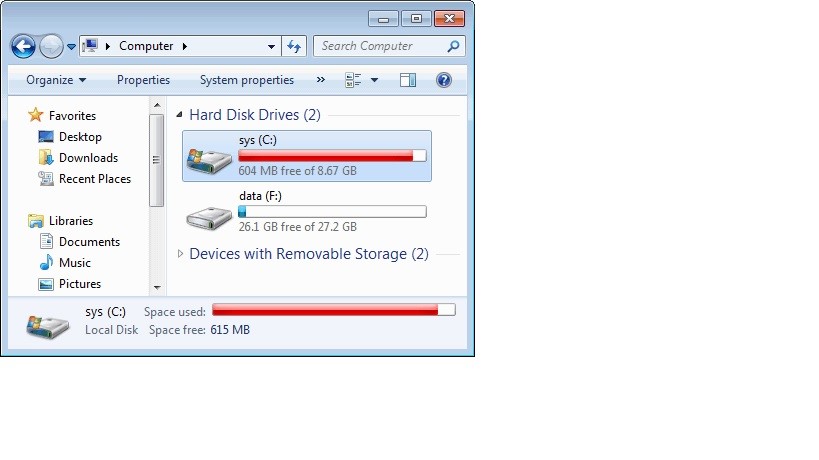 Computer
Search Computer
Organize Properties System properties »
Favorites
Desktop
Downloads
Recent Places
Libraries
Documents
Music
Pictures
Hard Disk Drives (2)
sys (C:)
604 MB free of 8.67 GB
data (F:)
26.1 GB free of 27.2 GB
Devices with Removable Storage (2)
sys (C:) Space used:
Local Disk Space free: 615 MB